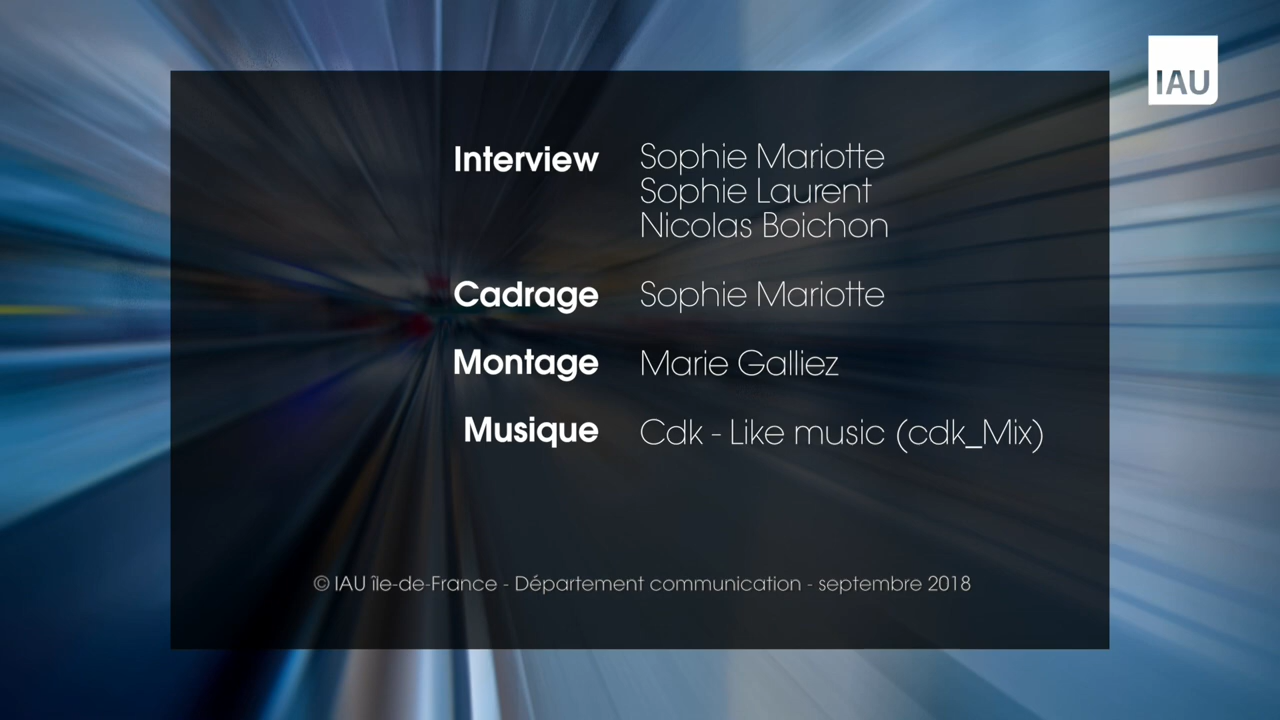 IAU
Interview Sophie Mariotte
Sophie Laurent
Nicolas Boichon
Cadrage Sophie Mariotte
Montage Marie Galliez
Musique Cdk - Like music (cdk_Mix)
© IAU île-de-France - Département communication - septembre 2018